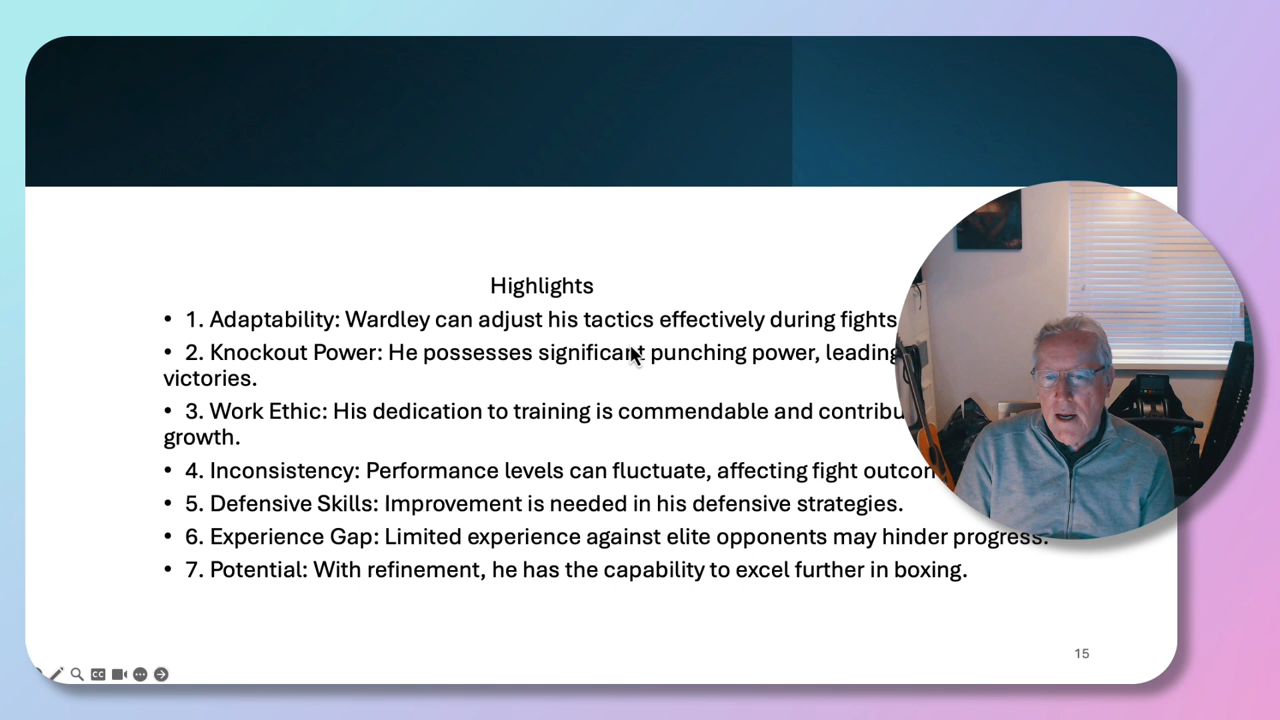 Highlights
• 1. Adaptability: Wardley can adjust his tactics effectively during fights
• 2. Knockout Power: He possesses significant punching power, leading
victories.
• 3. Work Ethic: His dedication to training is commendable and
growth.
• 4. Inconsistency: Performance levels can fluctuate, affecting fight
• 5. Defensive Skills: Improvement is needed in his defensive strategies.
• 6. Experience Gap: Limited experience against elite opponents may hinder progress.
• 7. Potential: With refinement, he has the capability to excel further in boxing.
15
CC